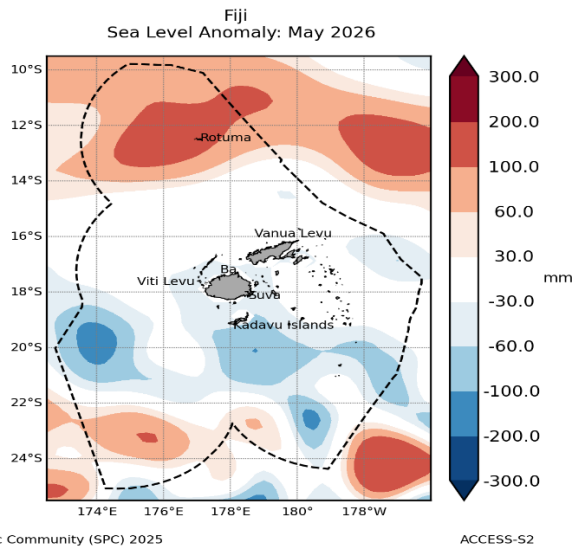 Fiji
Sea Level Anomaly: May 2026
10°S
12°S
14°S
16°S
18°S
20°S
22°S
24°S
Rotuma
Vanua Levu
Ba
Viti Levu
Suva
Kadavu Islands
174°E
176°E
178°E
180°
178°W
300.0
200.0
100.0
60.0
30.0
-30.0
-60.0
-100.0
-200.0
-300.0
mm
Community (SPC) 2025
ACCESS-S2